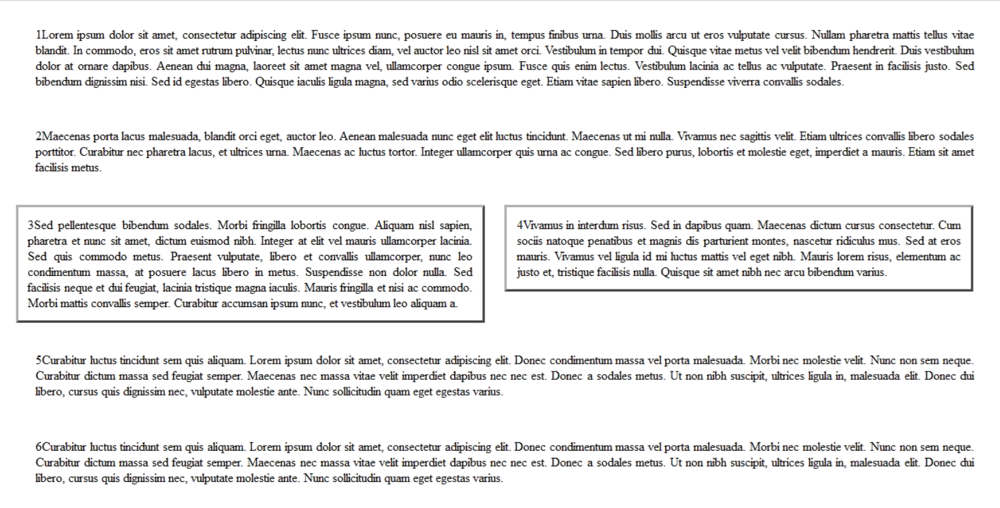 1Lorem ipsum dolor sit amet, consectetur adipiscing elit. Fusce ipsum nunc, posuere eu mauris in, tempus finibus urna. Duis mollis arcu ut eros vulputate cursus. Nullam pharetra mattis tellus vitae
blandit. In commodo, eros sit amet rutrum pulvinar, lectus nunc ultrices diam, vel auctor leo nisl sit amet orci. Vestibulum in tempor dui. Quisque vitae metus vel velit bibendum hendrerit. Duis vestibulum
dolor at ornare dapibus. Aenean dui magna, laoreet sit amet magna vel, ullamcorper congue ipsum. Fusce quis enim lectus. Vestibulum lacinia ac tellus ac vulputate. Praesent in facilisis justo. Sed
bibendum dignissim nisi. Sed id egestas libero. Quisque iaculis ligula magna, sed varius odio scelerisque eget. Etiam vitae sapien libero. Suspendisse viverra convallis sodales.
2Maecenas porta lacus malesuada, blandit orci eget, auctor leo. Aenean malesuada nunc eget elit luctus tincidunt. Maecenas ut mi nulla. Vivamus nec sagittis velit. Etiam ultrices convallis libero sodales
porttitor. Curabitur nec pharetra lacus, et ultrices urna. Maecenas ac luctus tortor. Integer ullamcorper quis urna ac congue. Sed libero purus, lobortis et molestie eget, imperdiet a mauris. Etiam sit amet
facilisis metus.
3Sed pellentesque bibendum sodales. Morbi fringilla lobortis congue. Aliquam nisl sapien,
pharetra et nunc sit amet, dictum euismod nibh. Integer at elit vel mauris ullamcorper lacinia.
Sed quis commodo metus. Praesent vulputate, libero et convallis ullamcorper, nunc leo
condimentum massa, at posuere lacus libero in metus. Suspendisse non dolor nulla. Sed
facilisis neque et dui feugiat, lacinia tristique magna iaculis. Mauris fringilla et nisi ac commodo.
Morbi mattis convallis semper. Curabitur accumsan ipsum nunc, et vestibulum leo aliquam a.
4Vivamus in interdum risus. Sed in dapibus quam. Maecenas dictum cursus consectetur. Cum
sociis natoque penatibus et magnis dis parturient montes, nascetur ridiculus mus. Sed at eros
mauris. Vivamus vel ligula id mi luctus mattis vel eget nibh. Mauris lorem risus, elementum ac
justo et, tristique facilisis nulla. Quisque sit amet nibh nec arcu bibendum varius.
5Curabitur luctus tincidunt sem quis aliquam. Lorem ipsum dolor sit amet, consectetur adipiscing elit. Donec condimentum massa vel porta malesuada. Morbi nec molestie velit. Nunc non sem neque.
Curabitur dictum massa sed feugiat semper. Maecenas nec massa vitae velit imperdiet dapibus nec nec est. Donec a sodales metus. Ut non nibh suscipit, ultrices ligula in, malesuada elit. Donec dui
libero, cursus quis dignissim nec, vulputate molestie ante. Nunc sollicitudin quam eget egestas varius.
6Curabitur luctus tincidunt sem quis aliquam. Lorem ipsum dolor sit amet, consectetur adipiscing elit. Donec condimentum massa vel porta malesuada. Morbi nec molestie velit. Nunc non sem neque.
Curabitur dictum massa sed feugiat semper. Maecenas nec massa vitae velit imperdiet dapibus nec nec est. Donec a sodales metus. Ut non nibh suscipit, ultrices ligula in, malesuada elit. Donec dui
libero, cursus quis dignissim nec, vulputate molestie ante. Nunc sollicitudin quam eget egestas varius.